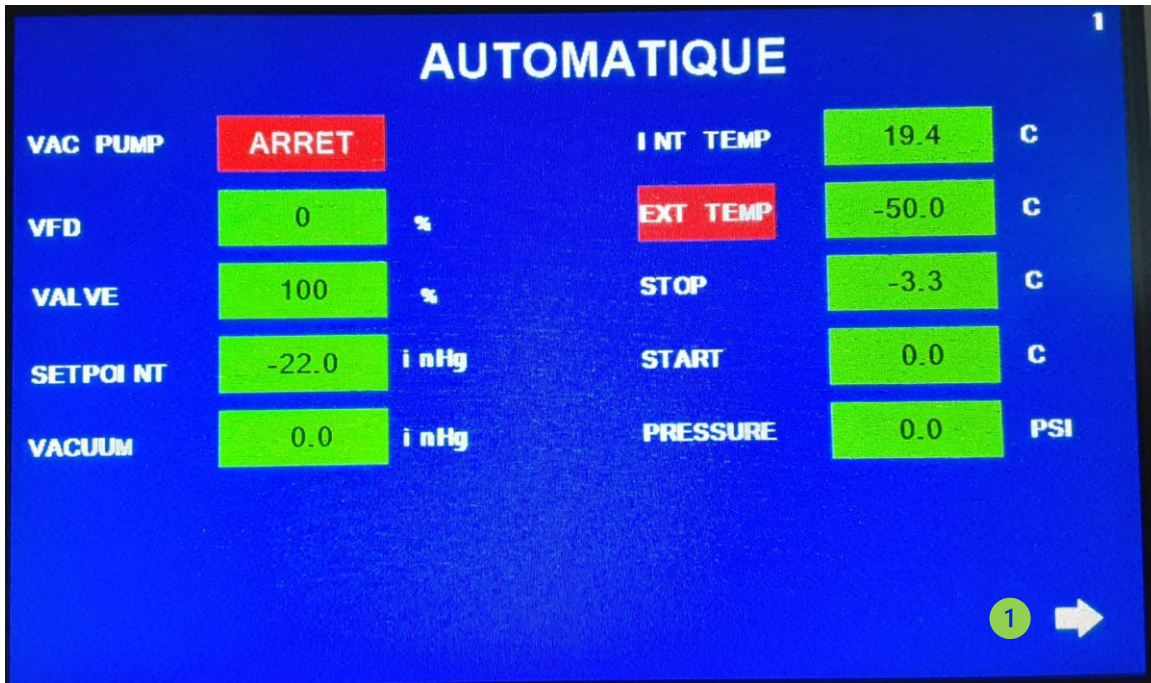 1
AUTOMATIQUE
VAC PUMP ARRET
VFD 0 %
VALVE 100 %
SETPOINT -22.0 inHg
VACUUM 0.0 inHg
INT TEMP 19.4 C
EXT TEMP -50.0 C
STOP -3.3 C
START 0.0 C
PRESSURE 0.0 PSI
1